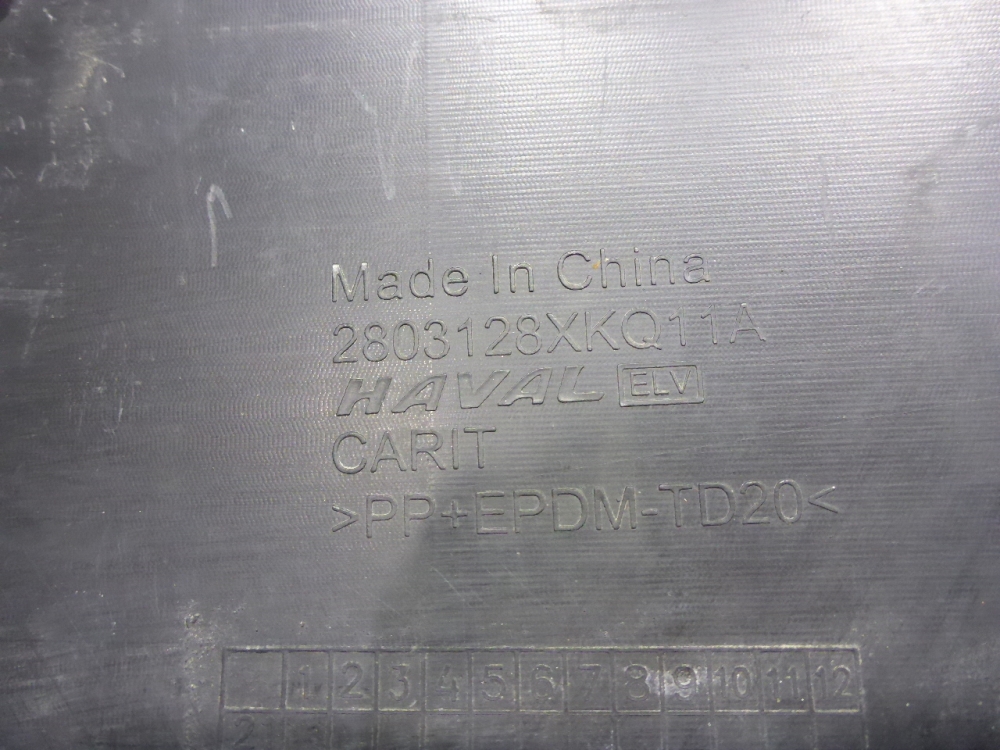 Made In China
2803128XKQ11A
HAVAL ELV
CARIT
>PP+EPDM-TD20<
1 2 3 4 5 6 7 8 9 10 11 12